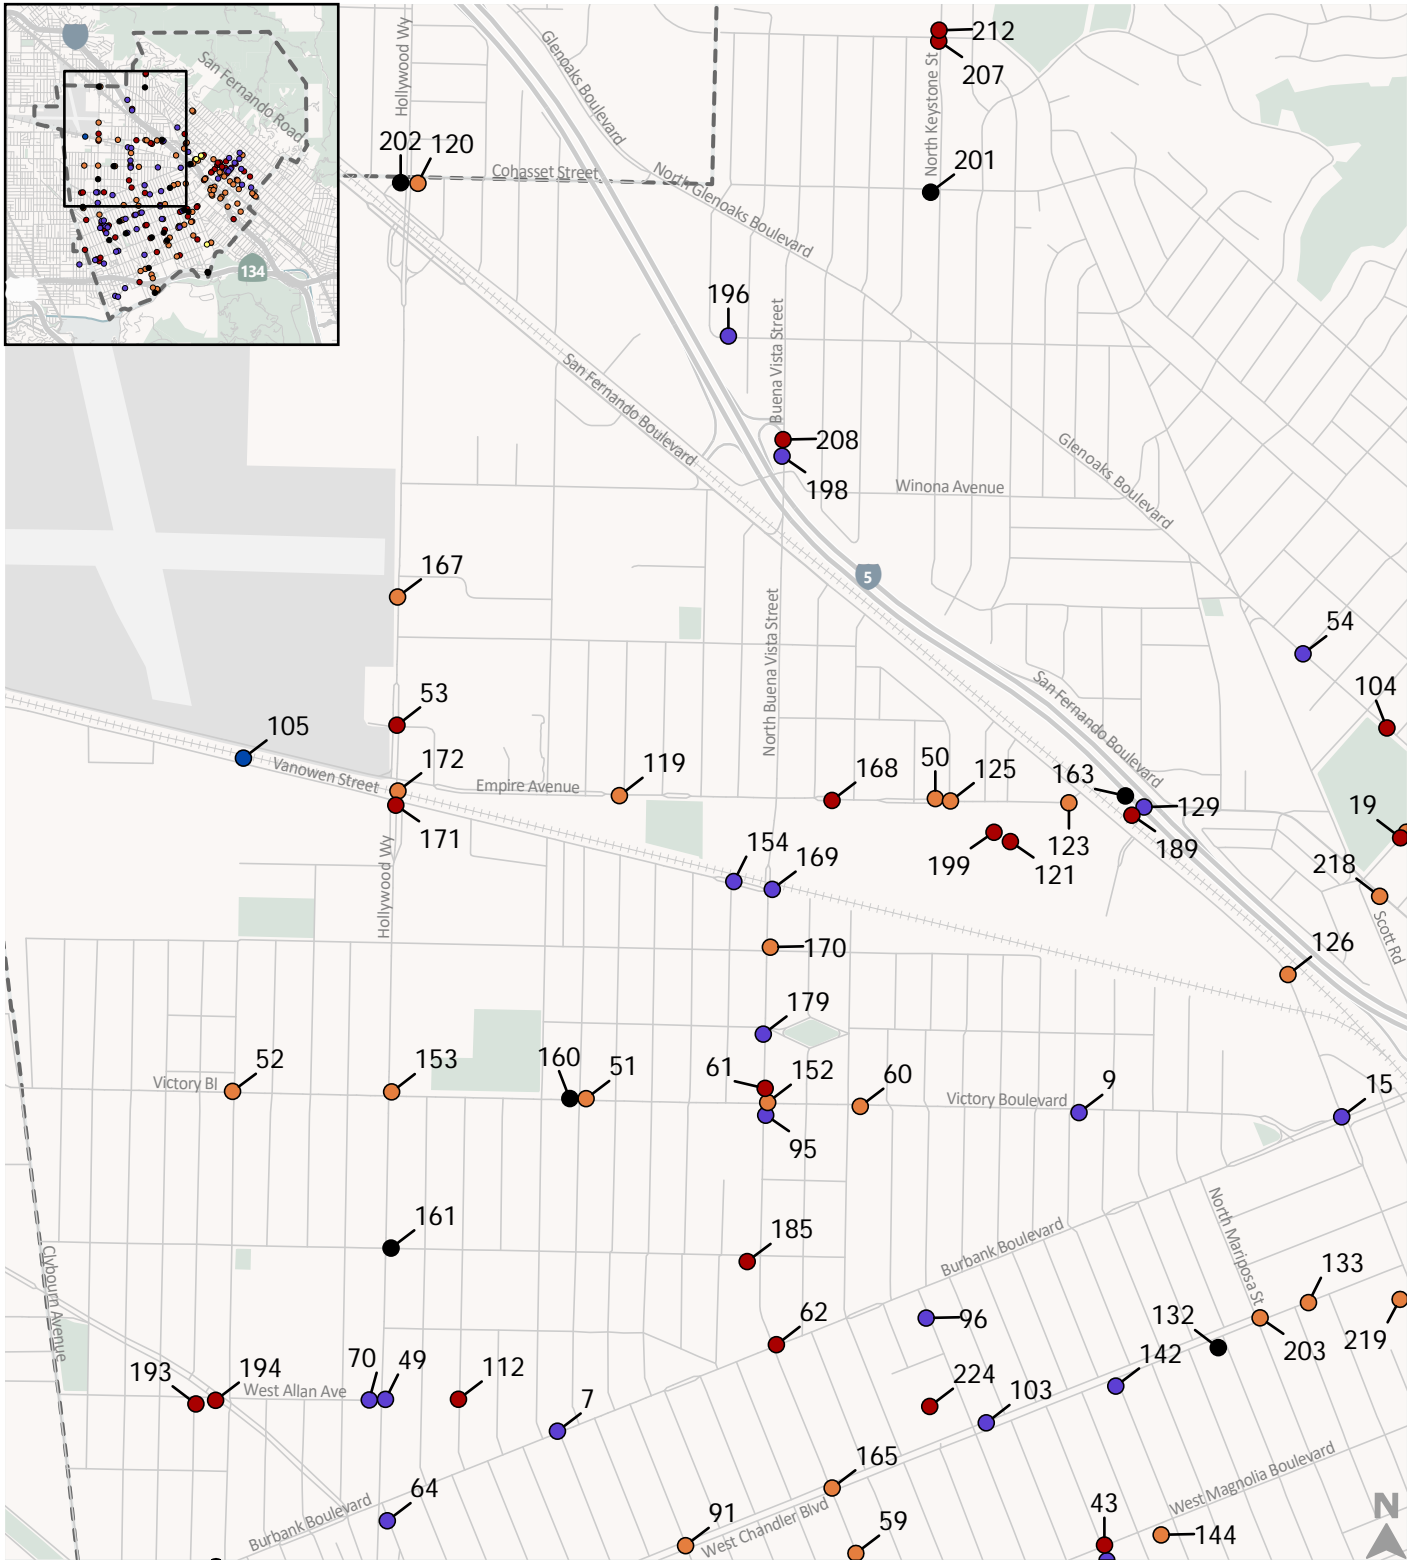 San Fernando Road
134
Hollywood Wy
Glenoaks Boulevard
212
207
North Keystone St
202
120
Cohasset Street
North Glenoaks Boulevard
201
196
Buena Vista Street
San Fernando Boulevard
208
198
Glenoaks Boulevard
Winona Avenue
167
5
North Buena Vista Street
54
San Fernando Boulevard
104
53
105
Vanowen Street
172
Empire Avenue
119
168
50
125
163
129
171
199
121
123
189
19
Hollywood Wy
154
169
218
Scott Rd
170
126
179
52
153
160
51
61
152
60
9
15
Victory Bl
Victory Boulevard
95
161
185
North Mariposa St
Burbank Boulevard
Clybourn Avenue
133
62
96
132
203
219
193
194
West Allan Ave
70
49
112
7
224
103
142
165
West Magnolia Boulevard
64
Burbank Boulevard
91
West Chandler Blvd
59
43
144
N